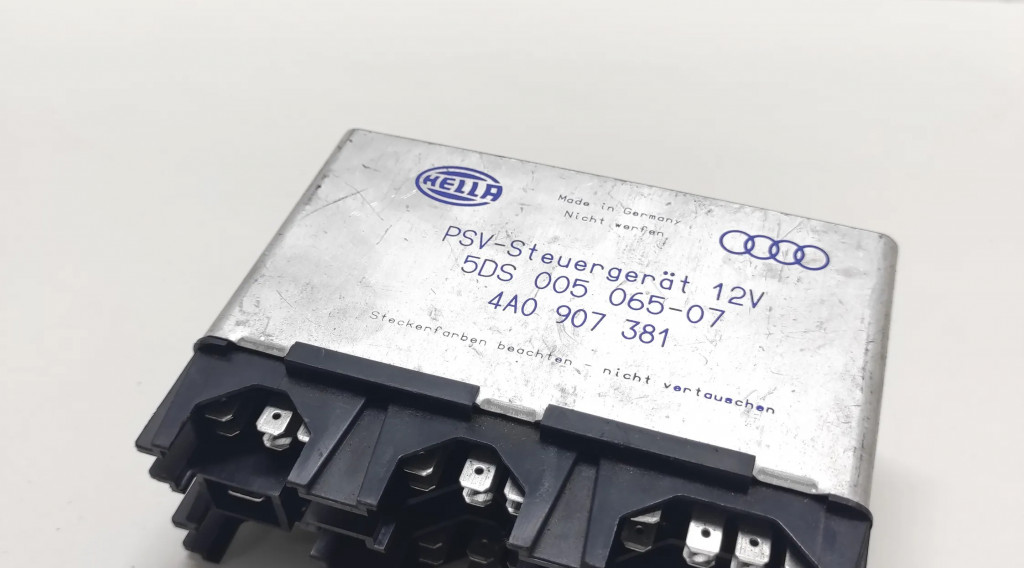 HELLA
Made in Germany
Nicht werfen
PSV-Steuergerät 12V
5DS 005 065-07
4A0 907 381
Steckerfarben beachten - nicht vertauschen